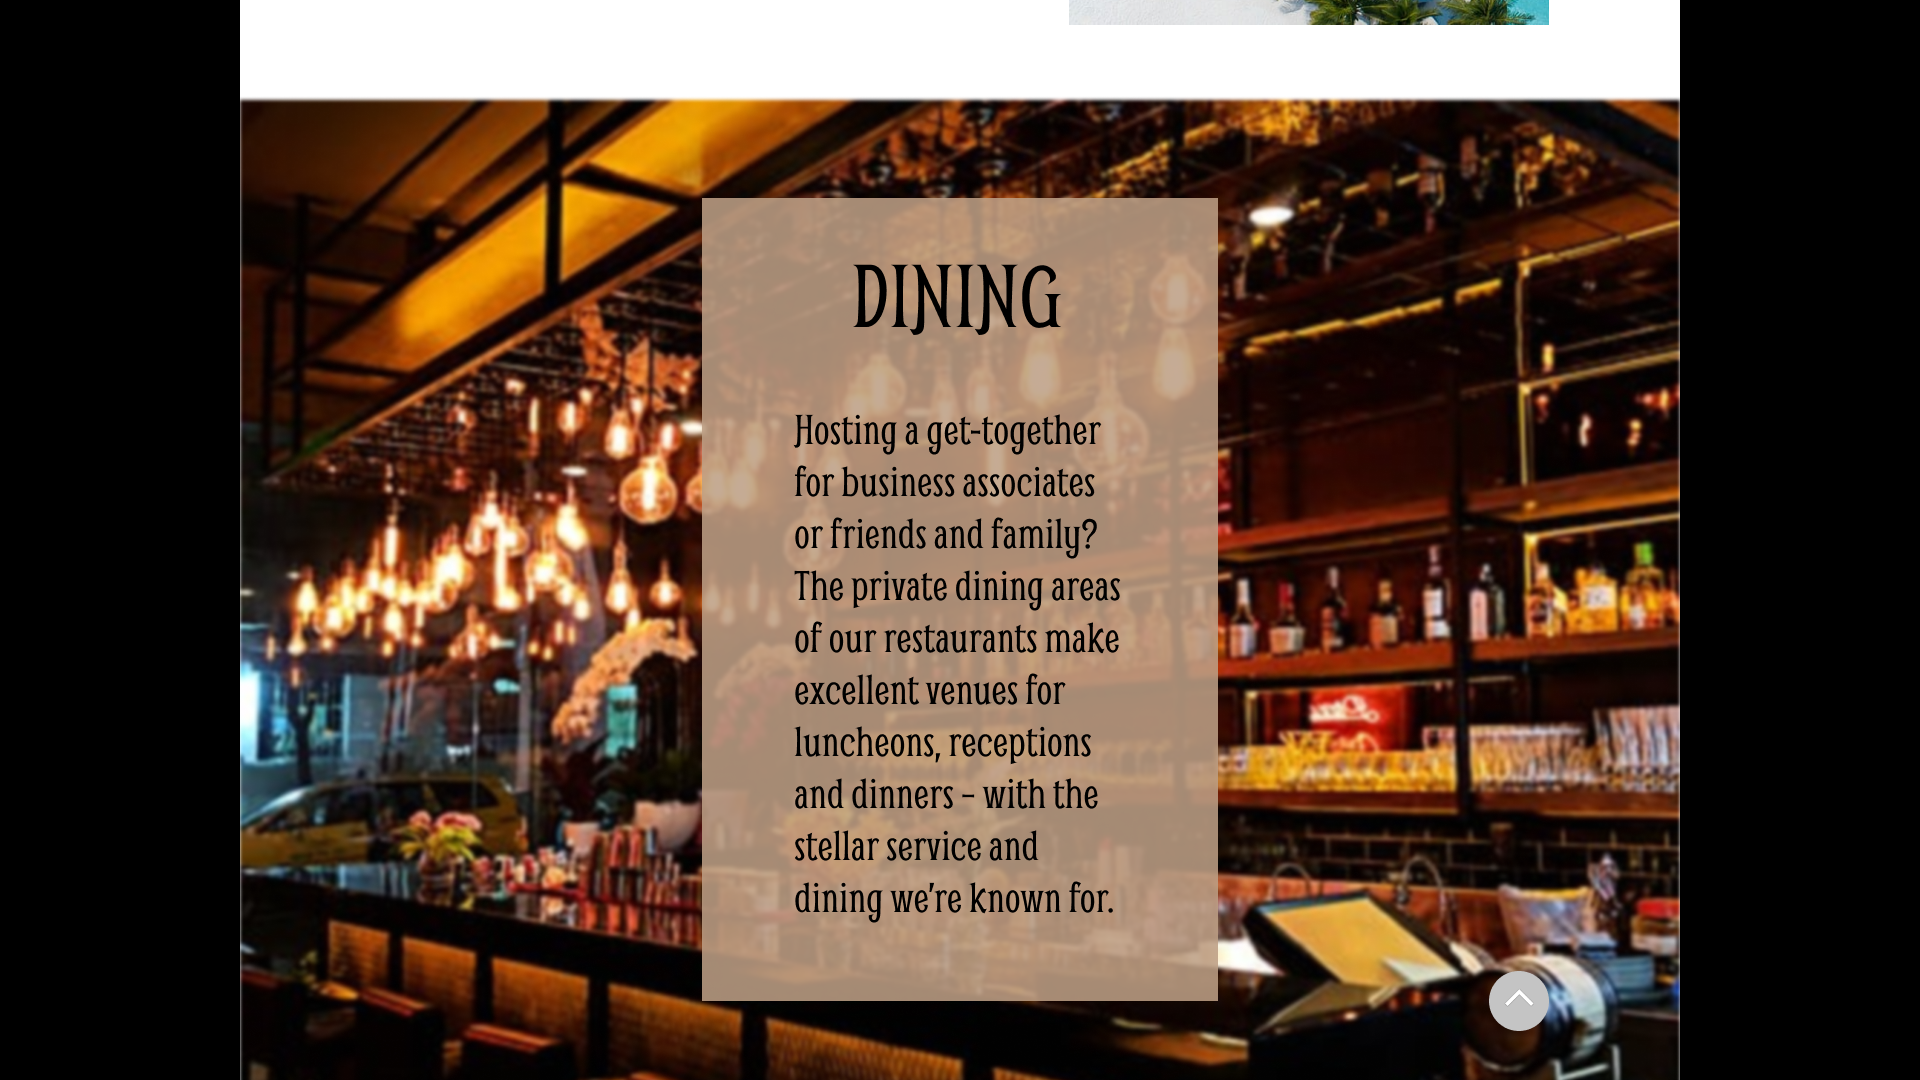 DINING
Hosting a get-together
for business associates
or friends and family?
The private dining areas
of our restaurants make
excellent venues for
luncheons, receptions
and dinners – with the
stellar service and
dining we’re known for.